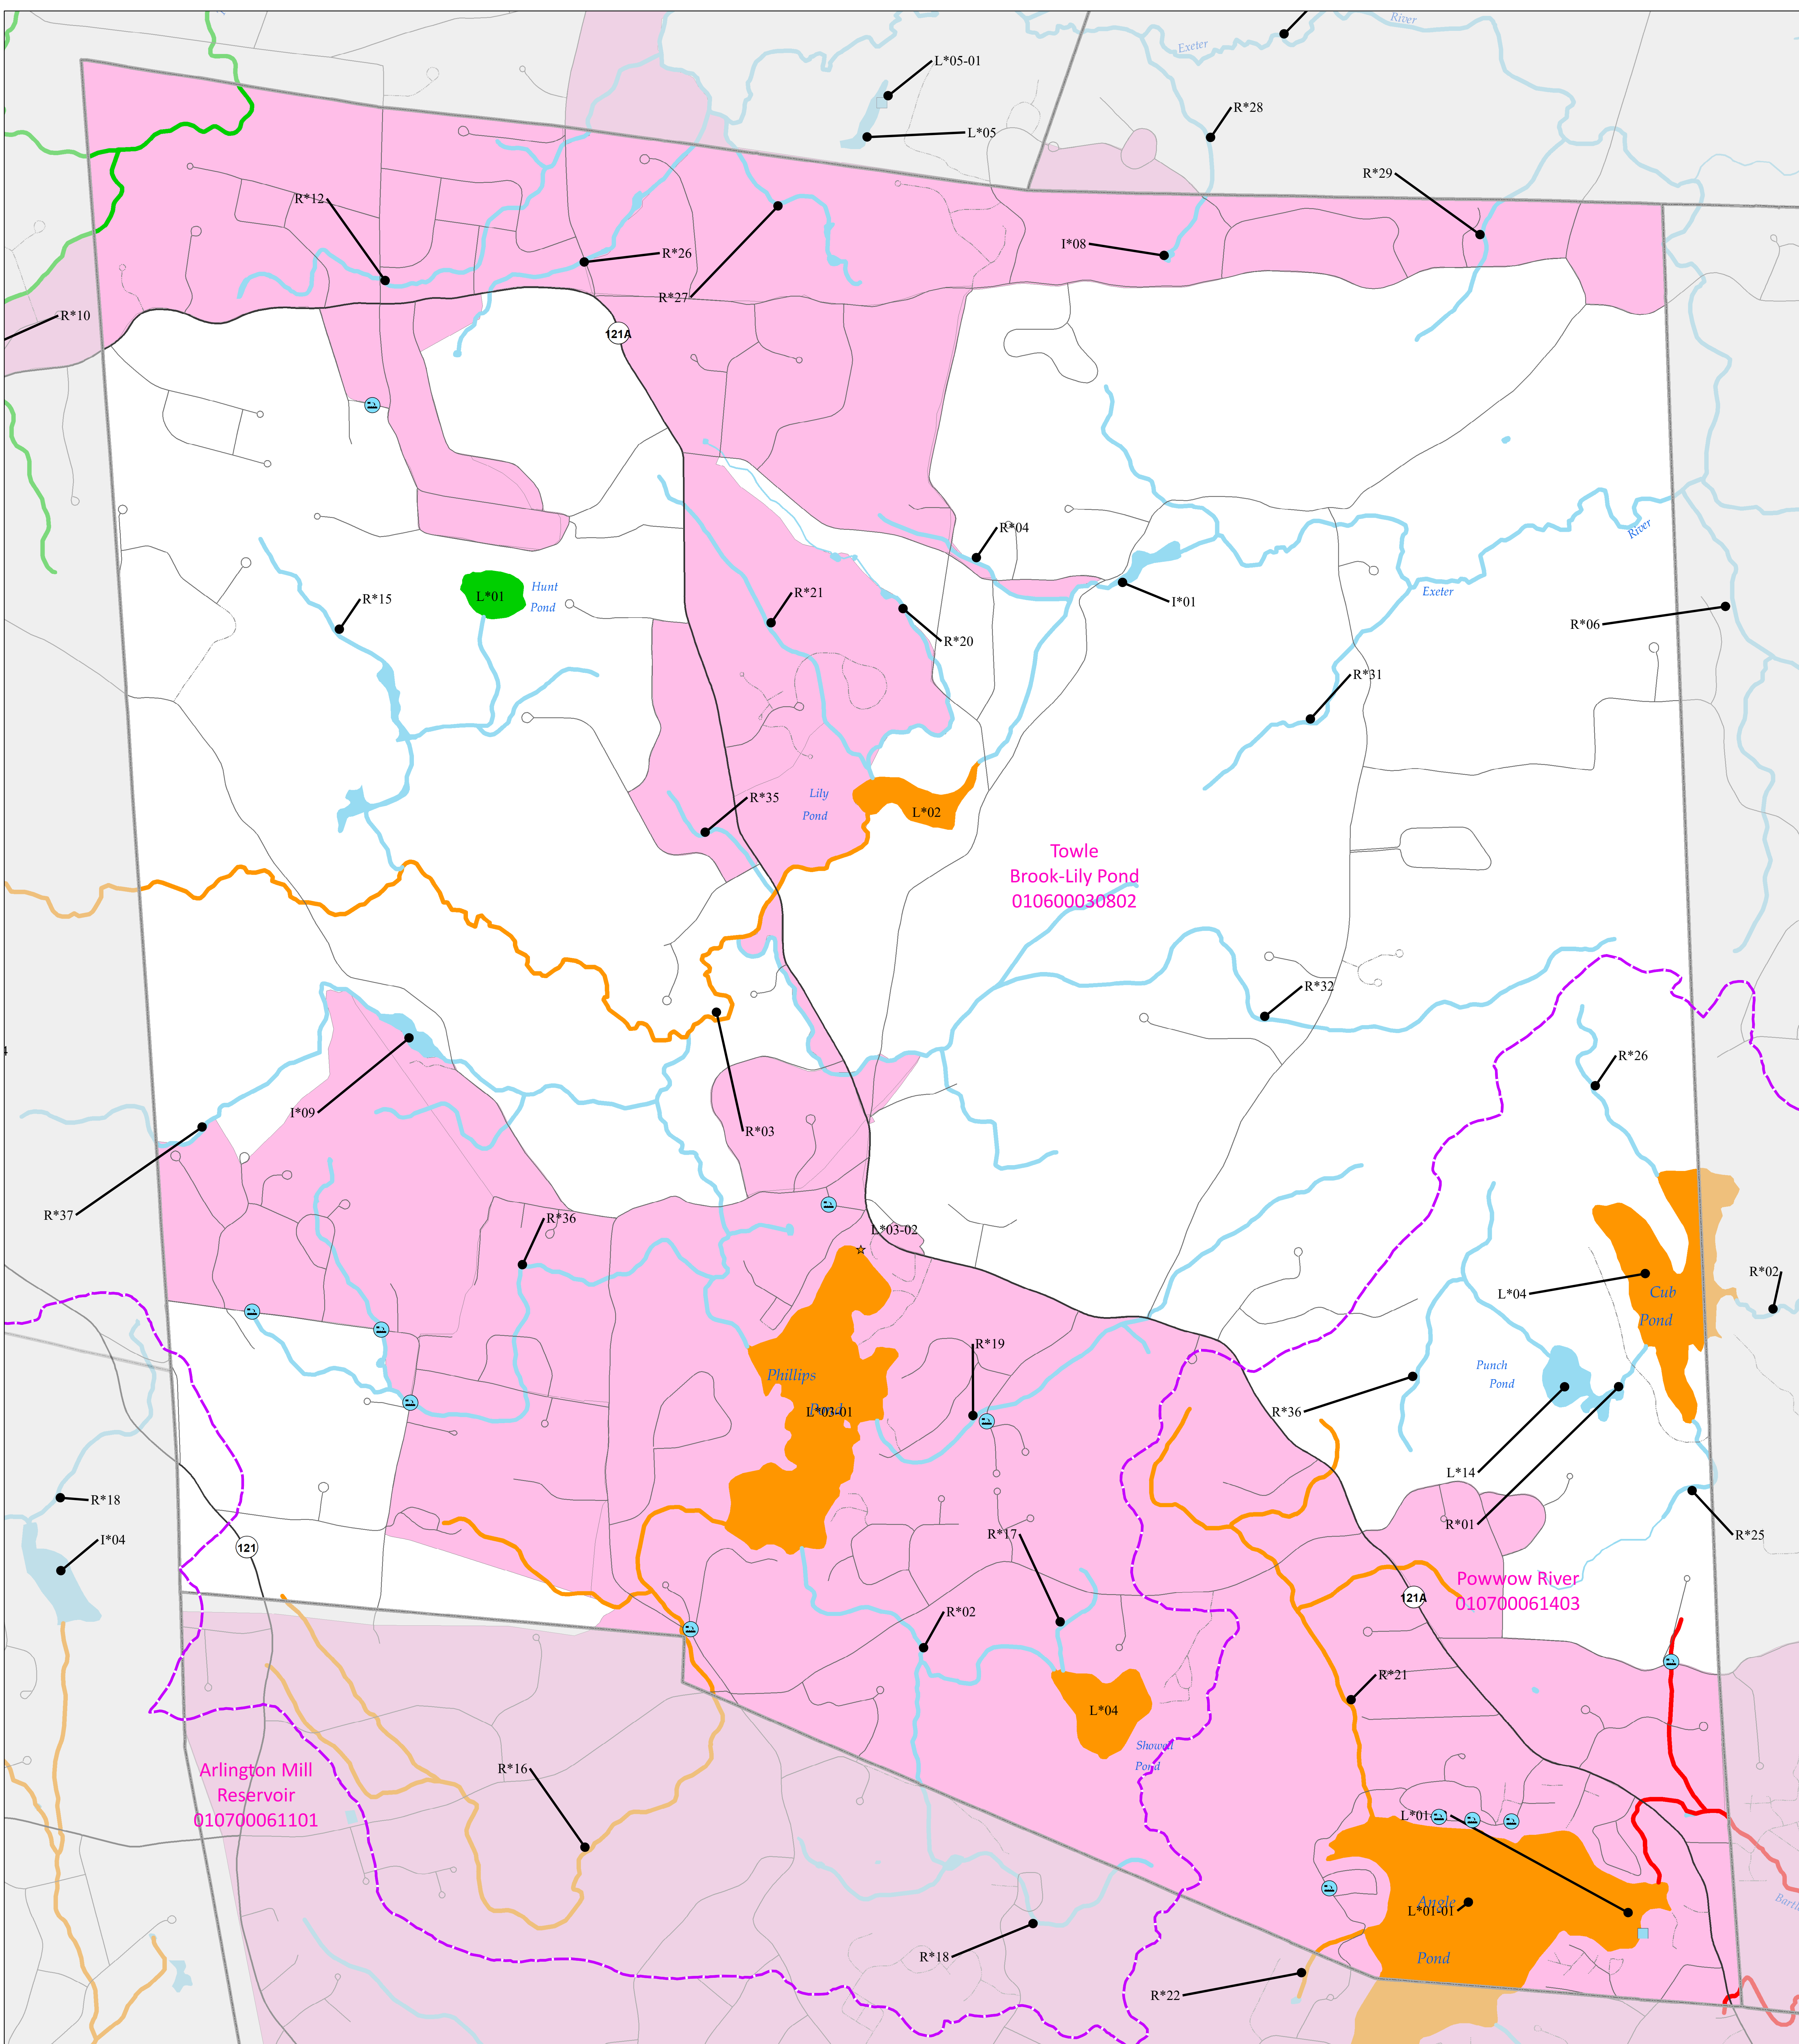 River
Exeter
L*05-01
R*28
L*05
R*29
R*12
I*08
R*26
R*27
R*10
121A
R*04
River
Hunt
L*01
R*21
Exeter
R*15
Pond
I*01
R*06
R*20
R*31
Lily
R*35
Pond
L*02
Towle
Brook-Lily Pond
010600030802
R*32
4
R*26
I*09
R*03
R*37
R*36
L*03-02
R*02
L*04
Cub
Pond
R*19
Punch
Phillips
Pond
Pond
L*03-01
R*36
L*14
R*18
R*01
R*17
R*25
I*04
121
Powwow River
010700061403
121A
R*02
R*21
L*04
Pond
Arlington Mill
Reservoir
010700061101
R*16
L*01
Angle
L*01-01
R*18
Pond
R*22